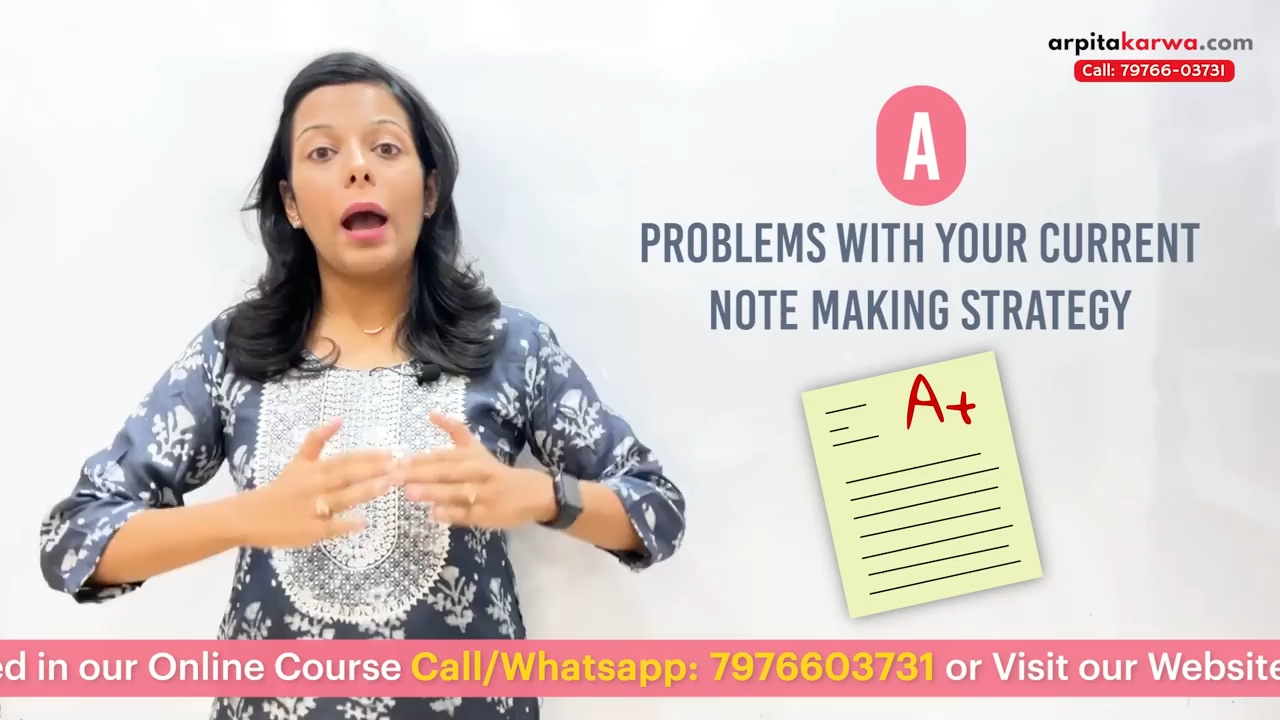 arpitakarwa.com
Call: 79766-03731
A
PROBLEMS WITH YOUR CURRENT
NOTE MAKING STRATEGY
A+
ed in our Online Course Call/Whatsapp: 7976603731 or Visit our Website